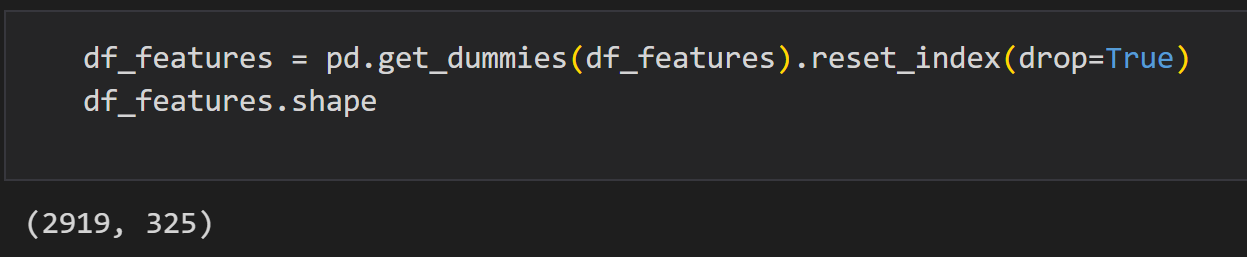 df_features = pd.get_dummies(df_features).reset_index(drop=True)
df_features.shape
(2919, 325)